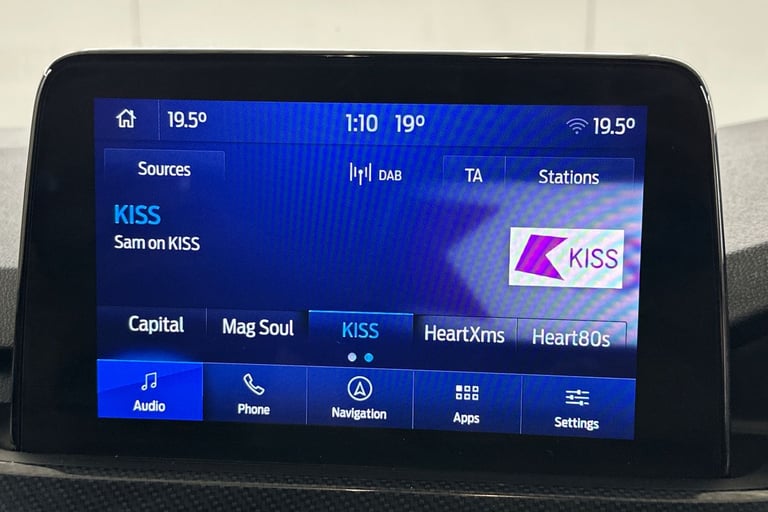 19.5° 1:10 19° 19.5°
Sources DAB TA Stations
KISS
Sam on KISS
KISS
Capital Mag Soul KISS HeartXms Heart80s
Audio Phone Navigation Apps Settings